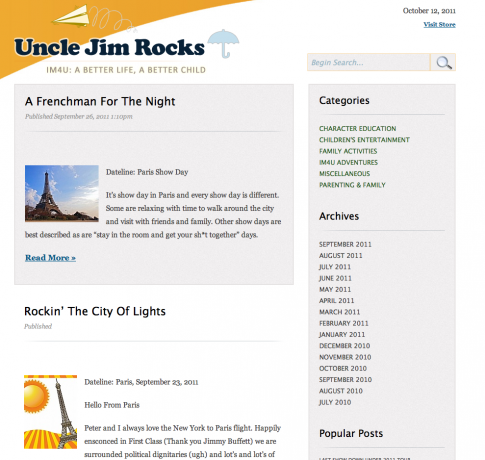 October 12, 2011
Visit Store
Uncle Jim Rocks
IM4U: A BETTER LIFE, A BETTER CHILD
Begin Search...
A Frenchman For The Night
Published September 26, 2011 1:10pm
Dateline: Paris Show Day
It's show day in Paris and every show day is different.
Some are relaxing with time to walk around the city
and visit with friends and family. Other show days are
best described as are "stay in the room and get your sh*t together" days.
Read More »
Rockin' The City Of Lights
Published
Dateline: Paris, September 23, 2011
Hello From Paris
Peter and I always love the New York to Paris flight. Happily
ensconced in First Class (Thank you Jimmy Buffett) we are
surrounded political dignitaries (ugh) and lot's and lot's of
Categories
CHARACTER EDUCATION
CHILDREN'S ENTERTAINMENT
FAMILY ACTIVITIES
IM4U ADVENTURES
MISCELLANEOUS
PARENTING & FAMILY
Archives
SEPTEMBER 2011
AUGUST 2011
JULY 2011
JUNE 2011
MAY 2011
APRIL 2011
MARCH 2011
FEBRUARY 2011
JANUARY 2011
DECEMBER 2010
NOVEMBER 2010
OCTOBER 2010
SEPTEMBER 2010
AUGUST 2010
JULY 2010
Popular Posts